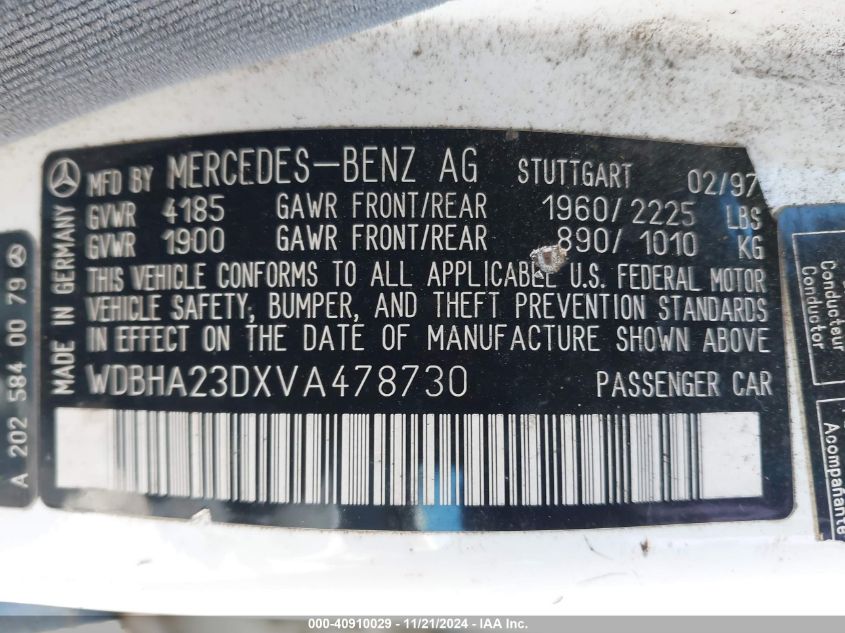 MFD BY MERCEDES-BENZ AG STUTTGART 02/97
GVWR 4185 GAWR FRONT/REAR 1960/2225 LBS
GVWR 1900 GAWR FRONT/REAR 890/1010 KG
THIS VEHICLE CONFORMS TO ALL APPLICABLE U.S. FEDERAL MOTOR
VEHICLE SAFETY, BUMPER, AND THEFT PREVENTION STANDARDS
IN EFFECT ON THE DATE OF MANUFACTURE SHOWN ABOVE
WDBHA23DXVA478730 PASSENGER CAR
MADE IN GERMANY
A 202 584 00 79
Conducteur
Conductor
Acompañante
000-40910029 - 11/21/2024 - IAA Inc.